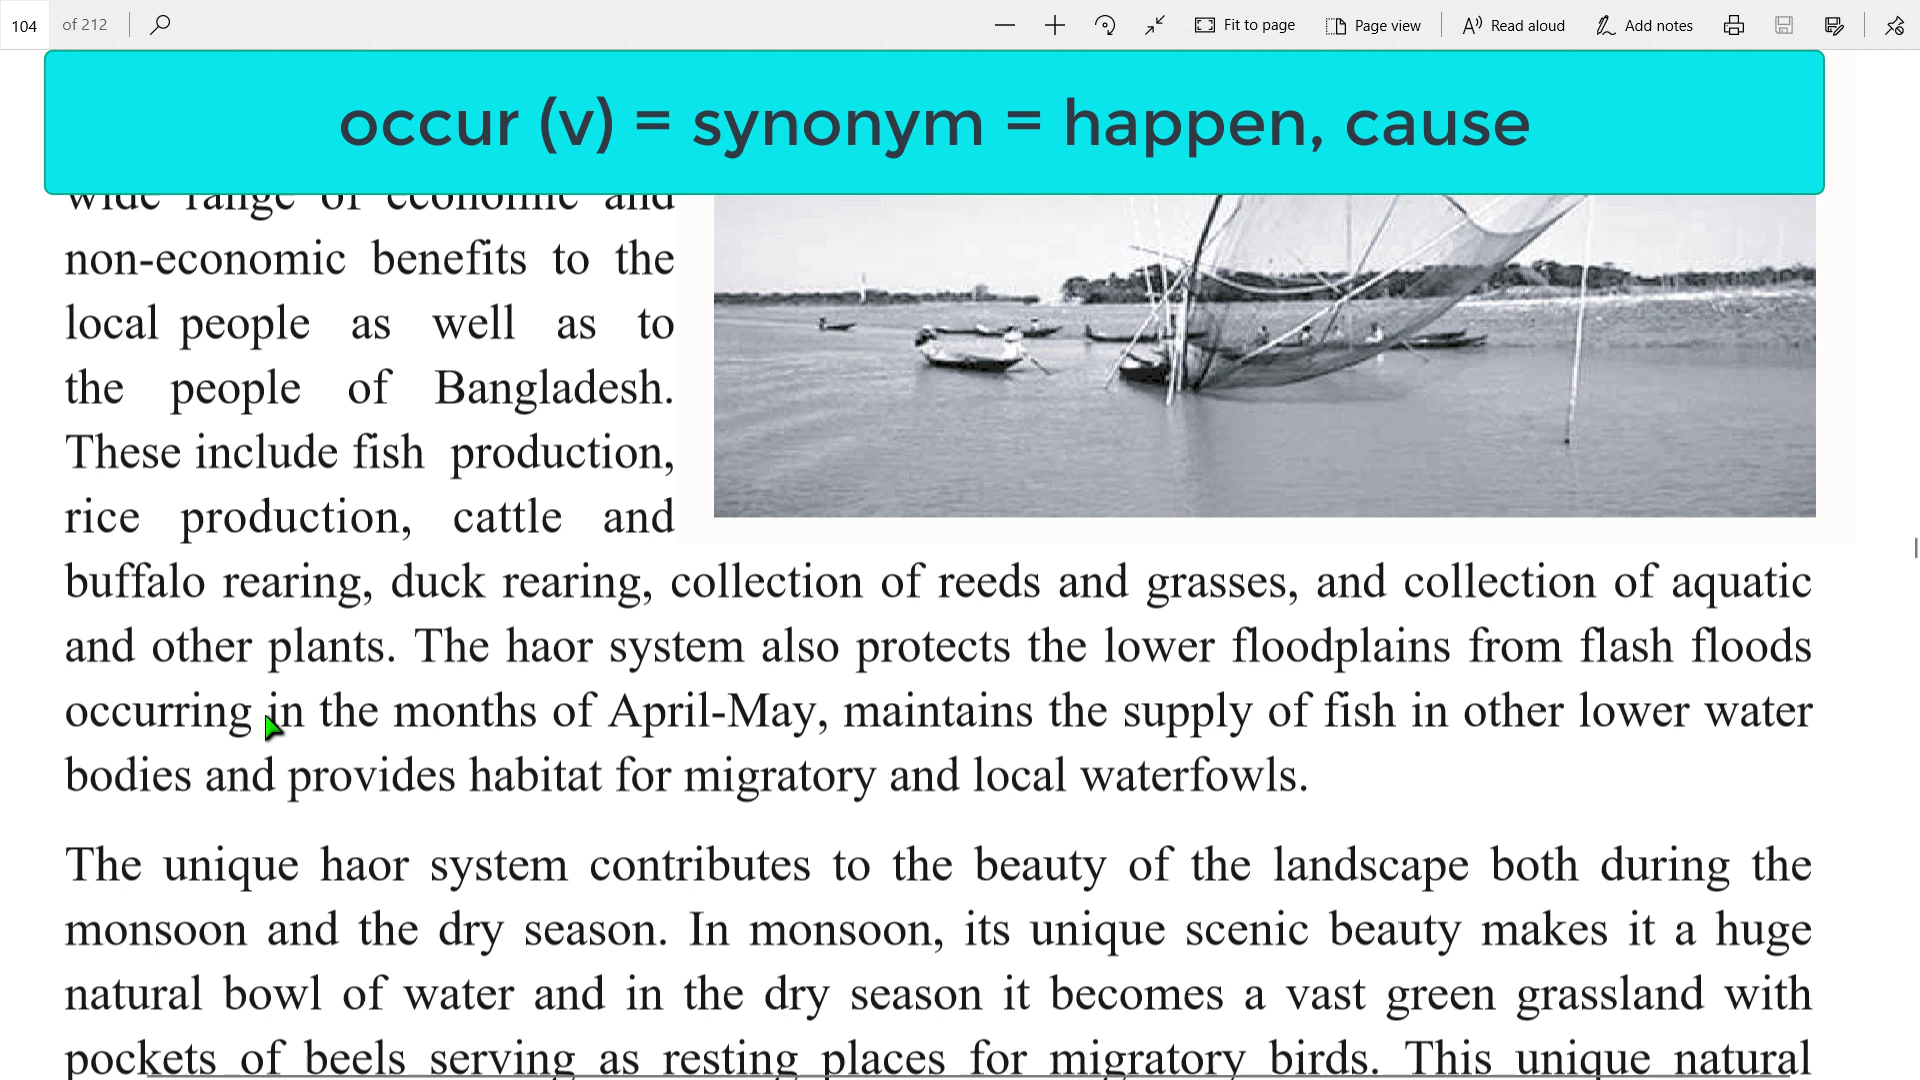 104 of 212 Fit to page Page view Read aloud Add notes
occur (v) = synonym = happen, cause
wide range of economic and
non-economic benefits to the
local people as well as to
the people of Bangladesh.
These include fish production,
rice production, cattle and
buffalo rearing, duck rearing, collection of reeds and grasses, and collection of aquatic
and other plants. The haor system also protects the lower floodplains from flash floods
occurring in the months of April-May, maintains the supply of fish in other lower water
bodies and provides habitat for migratory and local waterfowls.
The unique haor system contributes to the beauty of the landscape both during the
monsoon and the dry season. In monsoon, its unique scenic beauty makes it a huge
natural bowl of water and in the dry season it becomes a vast green grassland with
pockets of beels serving as resting places for migratory birds. This unique natural